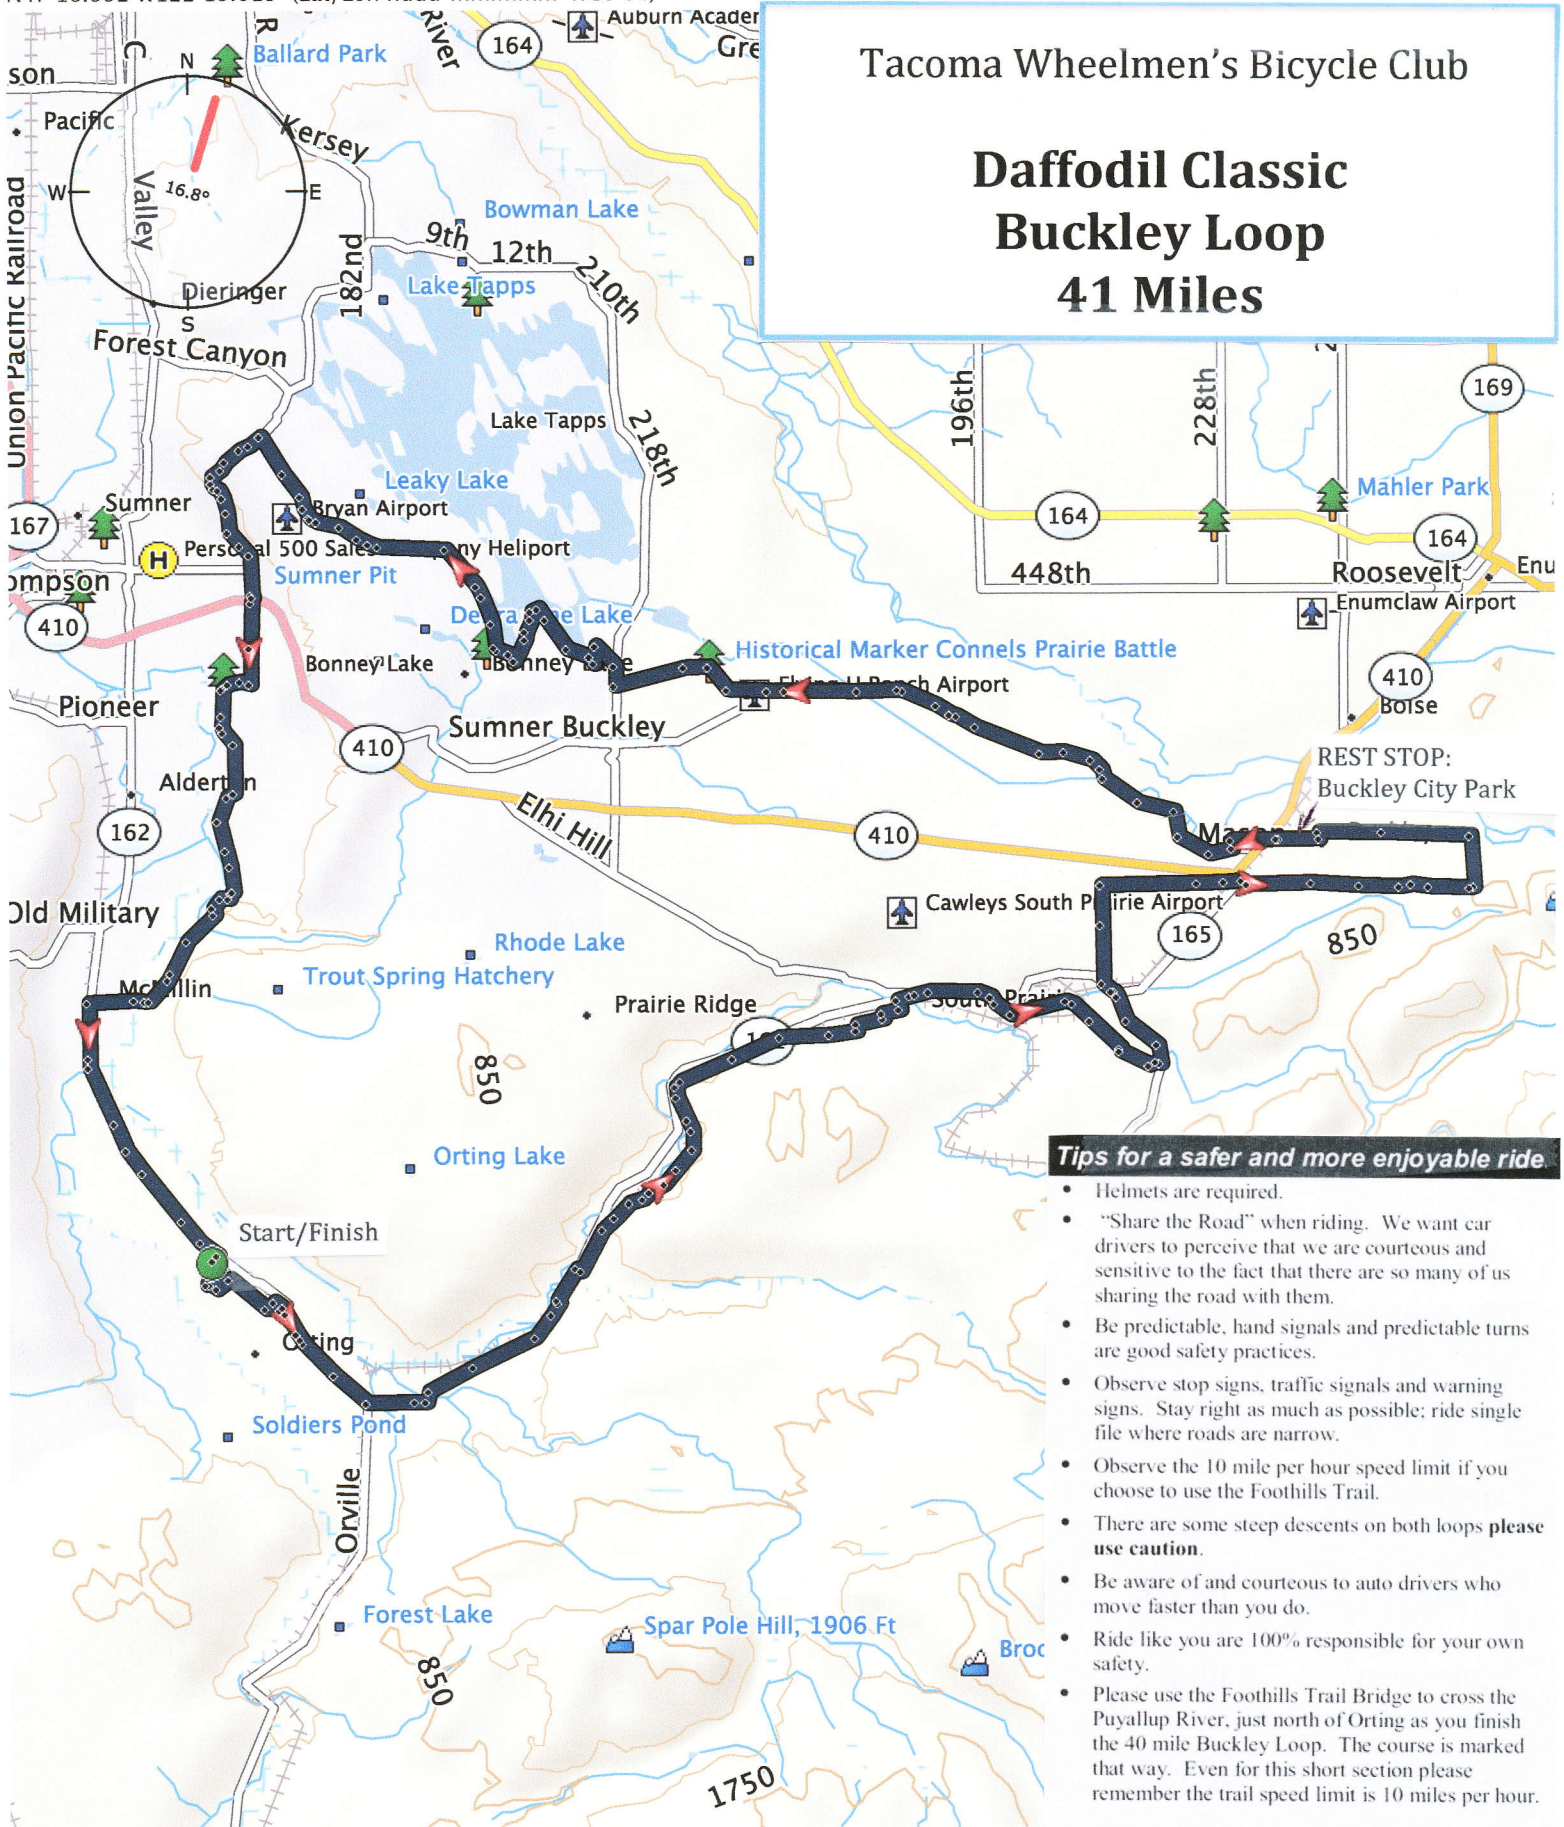 Auburn Acader
River
R
C
164
Gre
Ballard Park
son
N
Pacific
Kersey
W
16.8°
E
Valley
Union Pacific Railroad
Bowman Lake
9th
12th
182nd
210th
Dieringer
S
Lake Tapps
Forest Canyon
Lake Tapps
218th
Leaky Lake
Bryan Airport
Sumner
167
H
Sumner Pit
ompson
410
Bonney Lake
Pioneer
Sumner Buckley
410
Alderton
162
Elhi Hill
410
Old Military
McMillin
Tacoma Wheelmen's Bicycle Club
Daffodil Classic
Buckley Loop
41 Miles
196th
228th
169
164
Mahler Park
164
448th
Roosevelt
Enu
Enumclaw Airport
Historical Marker Connels Prairie Battle
410
Boise
REST STOP:
Buckley City Park
Cawleys South Prairie Airport
165
850
Rhode Lake
Trout Spring Hatchery
Prairie Ridge
South Prairie
850
Orting Lake
Start/Finish
Orting
Soldiers Pond
Orville
Forest Lake
850
Spar Pole Hill, 1906 Ft
Broo
1750
Tips for a safer and more enjoyable ride
• Helmets are required.
• "Share the Road" when riding. We want car
drivers to perceive that we are courteous and
sensitive to the fact that there are so many of us
sharing the road with them.
• Be predictable, hand signals and predictable turns
are good safety practices.
• Observe stop signs, traffic signals and warning
signs. Stay right as much as possible; ride single
file where roads are narrow.
• Observe the 10 mile per hour speed limit if you
choose to use the Foothills Trail.
• There are some steep descents on both loops please
use caution.
• Be aware of and courteous to auto drivers who
move faster than you do.
• Ride like you are 100% responsible for your own
safety.
• Please use the Foothills Trail Bridge to cross the
Puyallup River, just north of Orting as you finish
the 40 mile Buckley Loop. The course is marked
that way. Even for this short section please
remember the trail speed limit is 10 miles per hour.